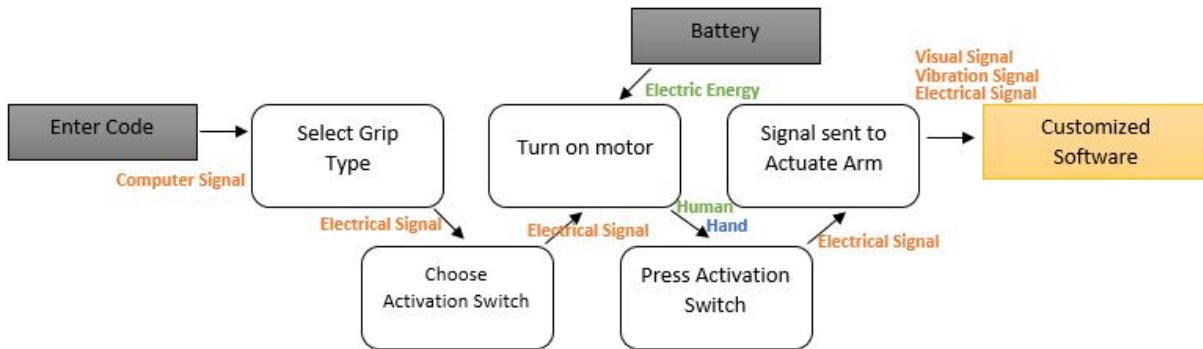 Battery
Visual Signal
Vibration Signal
Electrical Signal
Electric Energy
Enter Code
Select Grip
Type
Turn on motor
Signal sent to
Actuate Arm
Customized
Software
Computer Signal
Electrical Signal
Electrical Signal
Human
Hand
Electrical Signal
Choose
Activation Switch
Press Activation
Switch